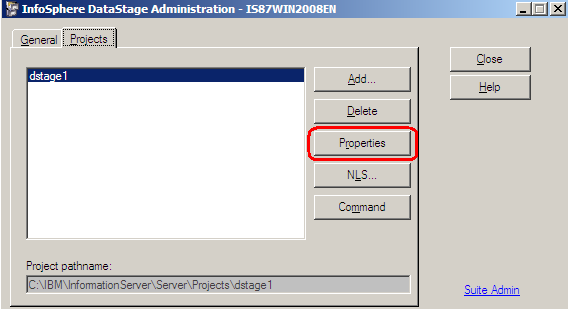 InfoSphere DataStage Administration - IS87WIN2008EN
General Projects
dstage1
Add...
Delete
Properties
NLS...
Command
Close
Help
Project pathname:
C:\IBM\InformationServer\Server\Projects\dstage1
Suite Admin